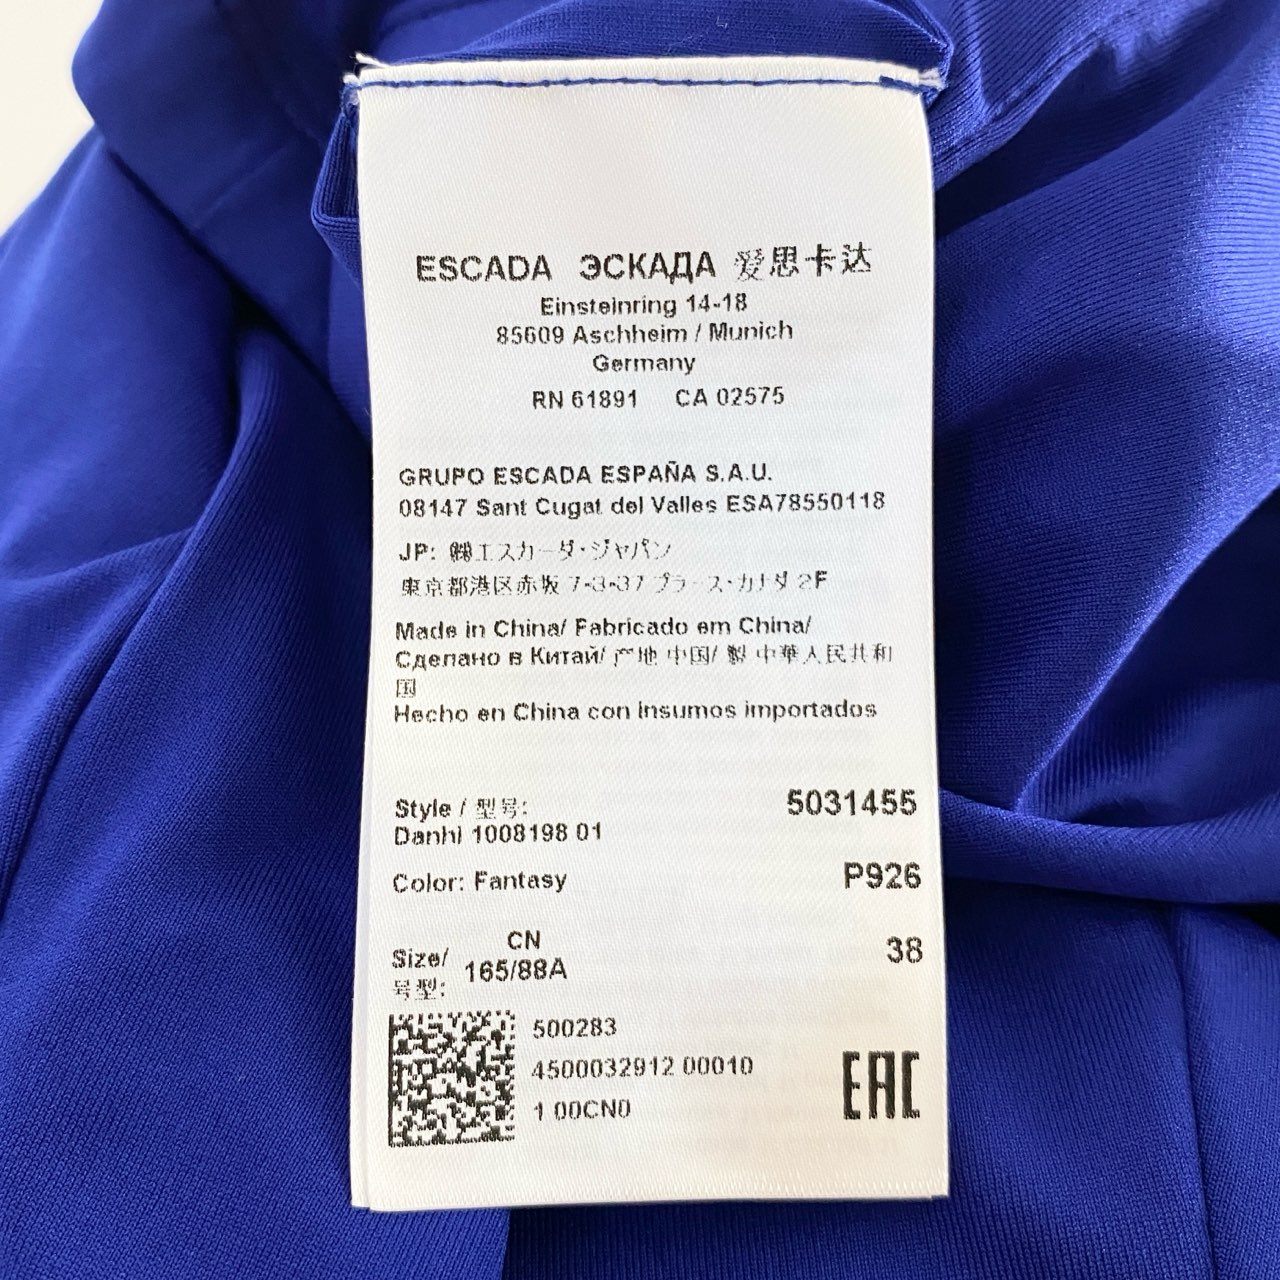 ESCADA ЭСКАДА 爱思卡达
Einsteinring 14-18
85609 Aschheim / Munich
Germany
RN 61891 CA 02575
GRUPO ESCADA ESPAÑA S.A.U.
08147 Sant Cugat del Valles ESA78550118
JP: ㈱エスカーダ・ジャパン
東京都港区赤坂 7-3-37 プラース・カナダ 2F
Made in China/ Fabricado em China/
Сделано в Китай/ 产地 中国/ 製 中華人民共和
国
Hecho en China con insumos importados
Style / 型号: 5031455
Danhi 1008198 01
Color: Fantasy P926
CN
Size/ 165/88A 38
号型:
500283
4500032912 00010
1 00CN0
EAC